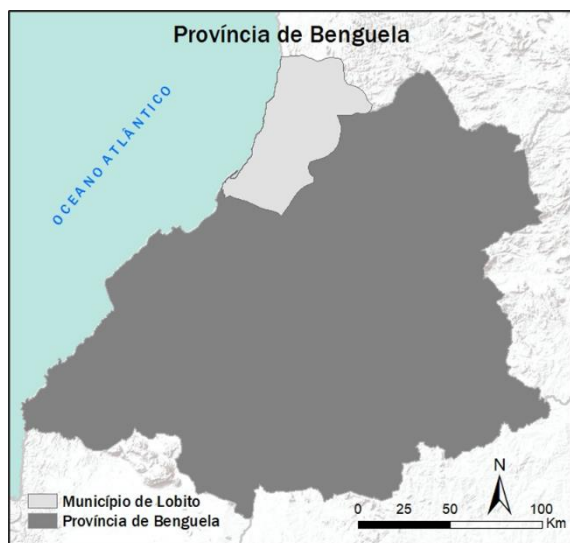 Província de Benguela
OCEANO ATLÂNTICO
Município de Lobito
Província de Benguela
N
0 25 50 100
Km